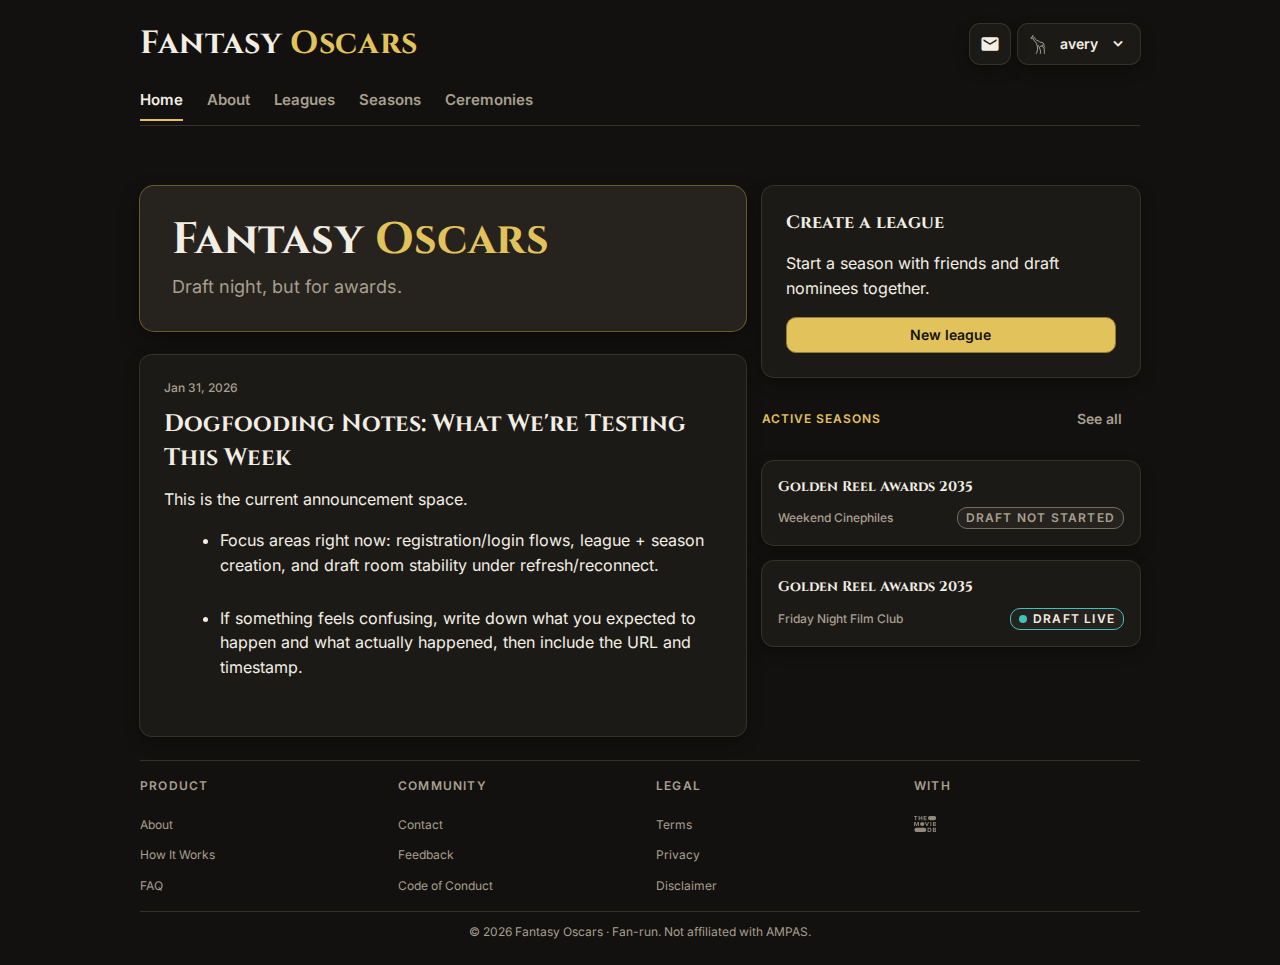 Fantasy Oscars
avery
Home About Leagues Seasons Ceremonies
Fantasy Oscars
Draft night, but for awards.
Jan 31, 2026
Dogfooding Notes: What We're Testing
This Week
This is the current announcement space.
• Focus areas right now: registration/login flows, league + season
creation, and draft room stability under refresh/reconnect.
• If something feels confusing, write down what you expected to
happen and what actually happened, then include the URL and
timestamp.
Create a league
Start a season with friends and draft
nominees together.
New league
ACTIVE SEASONS See all
Golden Reel Awards 2035
Weekend Cinephiles DRAFT NOT STARTED
Golden Reel Awards 2035
Friday Night Film Club DRAFT LIVE
PRODUCT
About
How It Works
FAQ
COMMUNITY
Contact
Feedback
Code of Conduct
LEGAL
Terms
Privacy
Disclaimer
WITH
THE
MOVIE
DB
© 2026 Fantasy Oscars · Fan-run. Not affiliated with AMPAS.